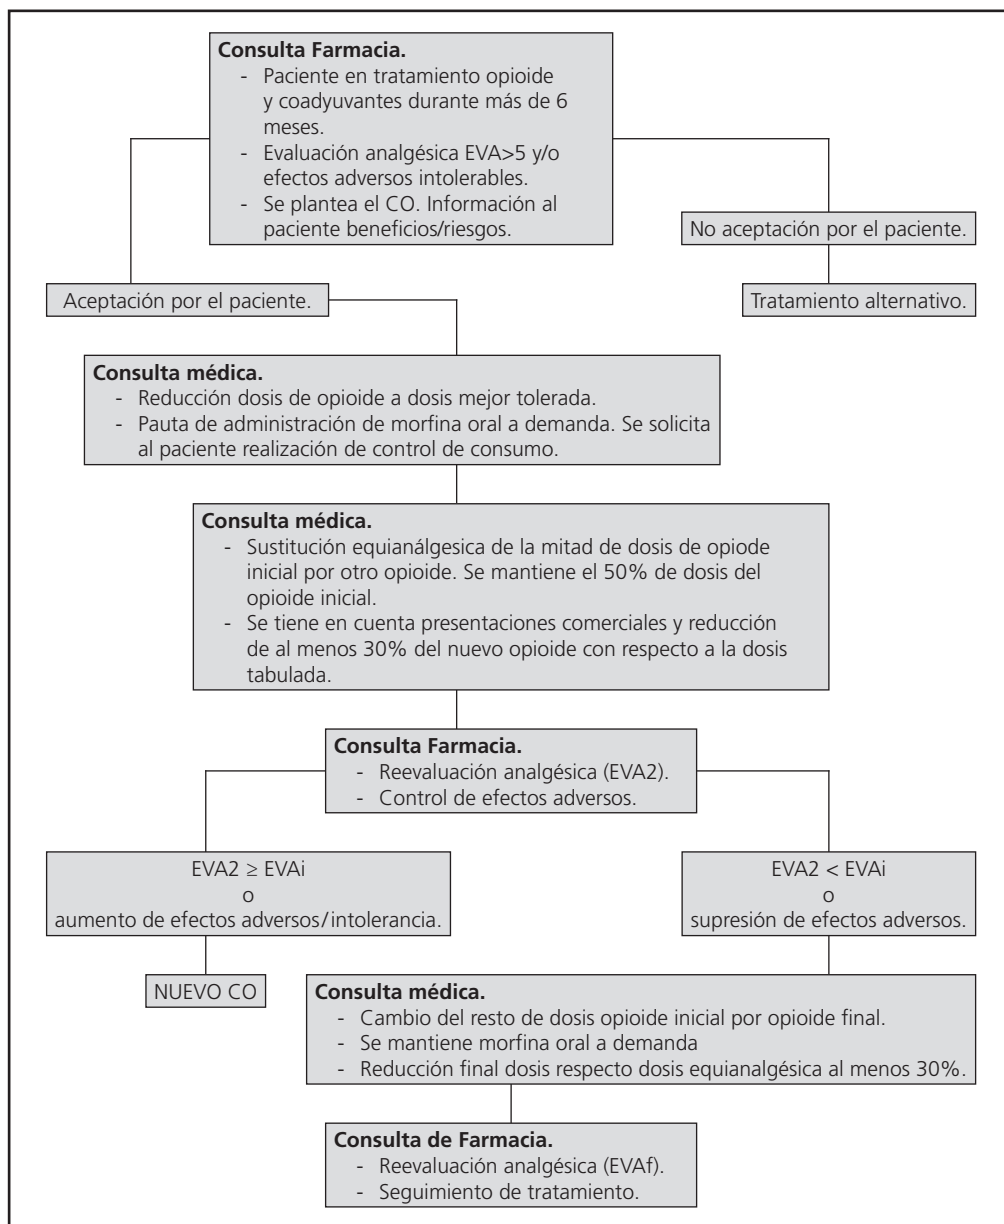 Consulta Farmacia.
- Paciente en tratamiento opioide
y coadyuvantes durante más de 6
meses.
- Evaluación analgésica EVA>5 y/o
efectos adversos intolerables.
- Se plantea el CO. Información al
paciente beneficios/riesgos.
No aceptación por el paciente.
Aceptación por el paciente.
Tratamiento alternativo.
Consulta médica.
- Reducción dosis de opioide a dosis mejor tolerada.
- Pauta de administración de morfina oral a demanda. Se solicita
al paciente realización de control de consumo.
Consulta médica.
- Sustitución equianálgesica de la mitad de dosis de opiode
inicial por otro opioide. Se mantiene el 50% de dosis del
opioide inicial.
- Se tiene en cuenta presentaciones comerciales y reducción
de al menos 30% del nuevo opioide con respecto a la dosis
tabulada.
Consulta Farmacia.
- Reevaluación analgésica (EVA2).
- Control de efectos adversos.
EVA2 ≥ EVAi
o
aumento de efectos adversos/intolerancia.
EVA2 < EVAi
o
supresión de efectos adversos.
NUEVO CO
Consulta médica.
- Cambio del resto de dosis opioide inicial por opioide final.
- Se mantiene morfina oral a demanda
- Reducción final dosis respecto dosis equianalgésica al menos 30%.
Consulta de Farmacia.
- Reevaluación analgésica (EVAf).
- Seguimiento de tratamiento.